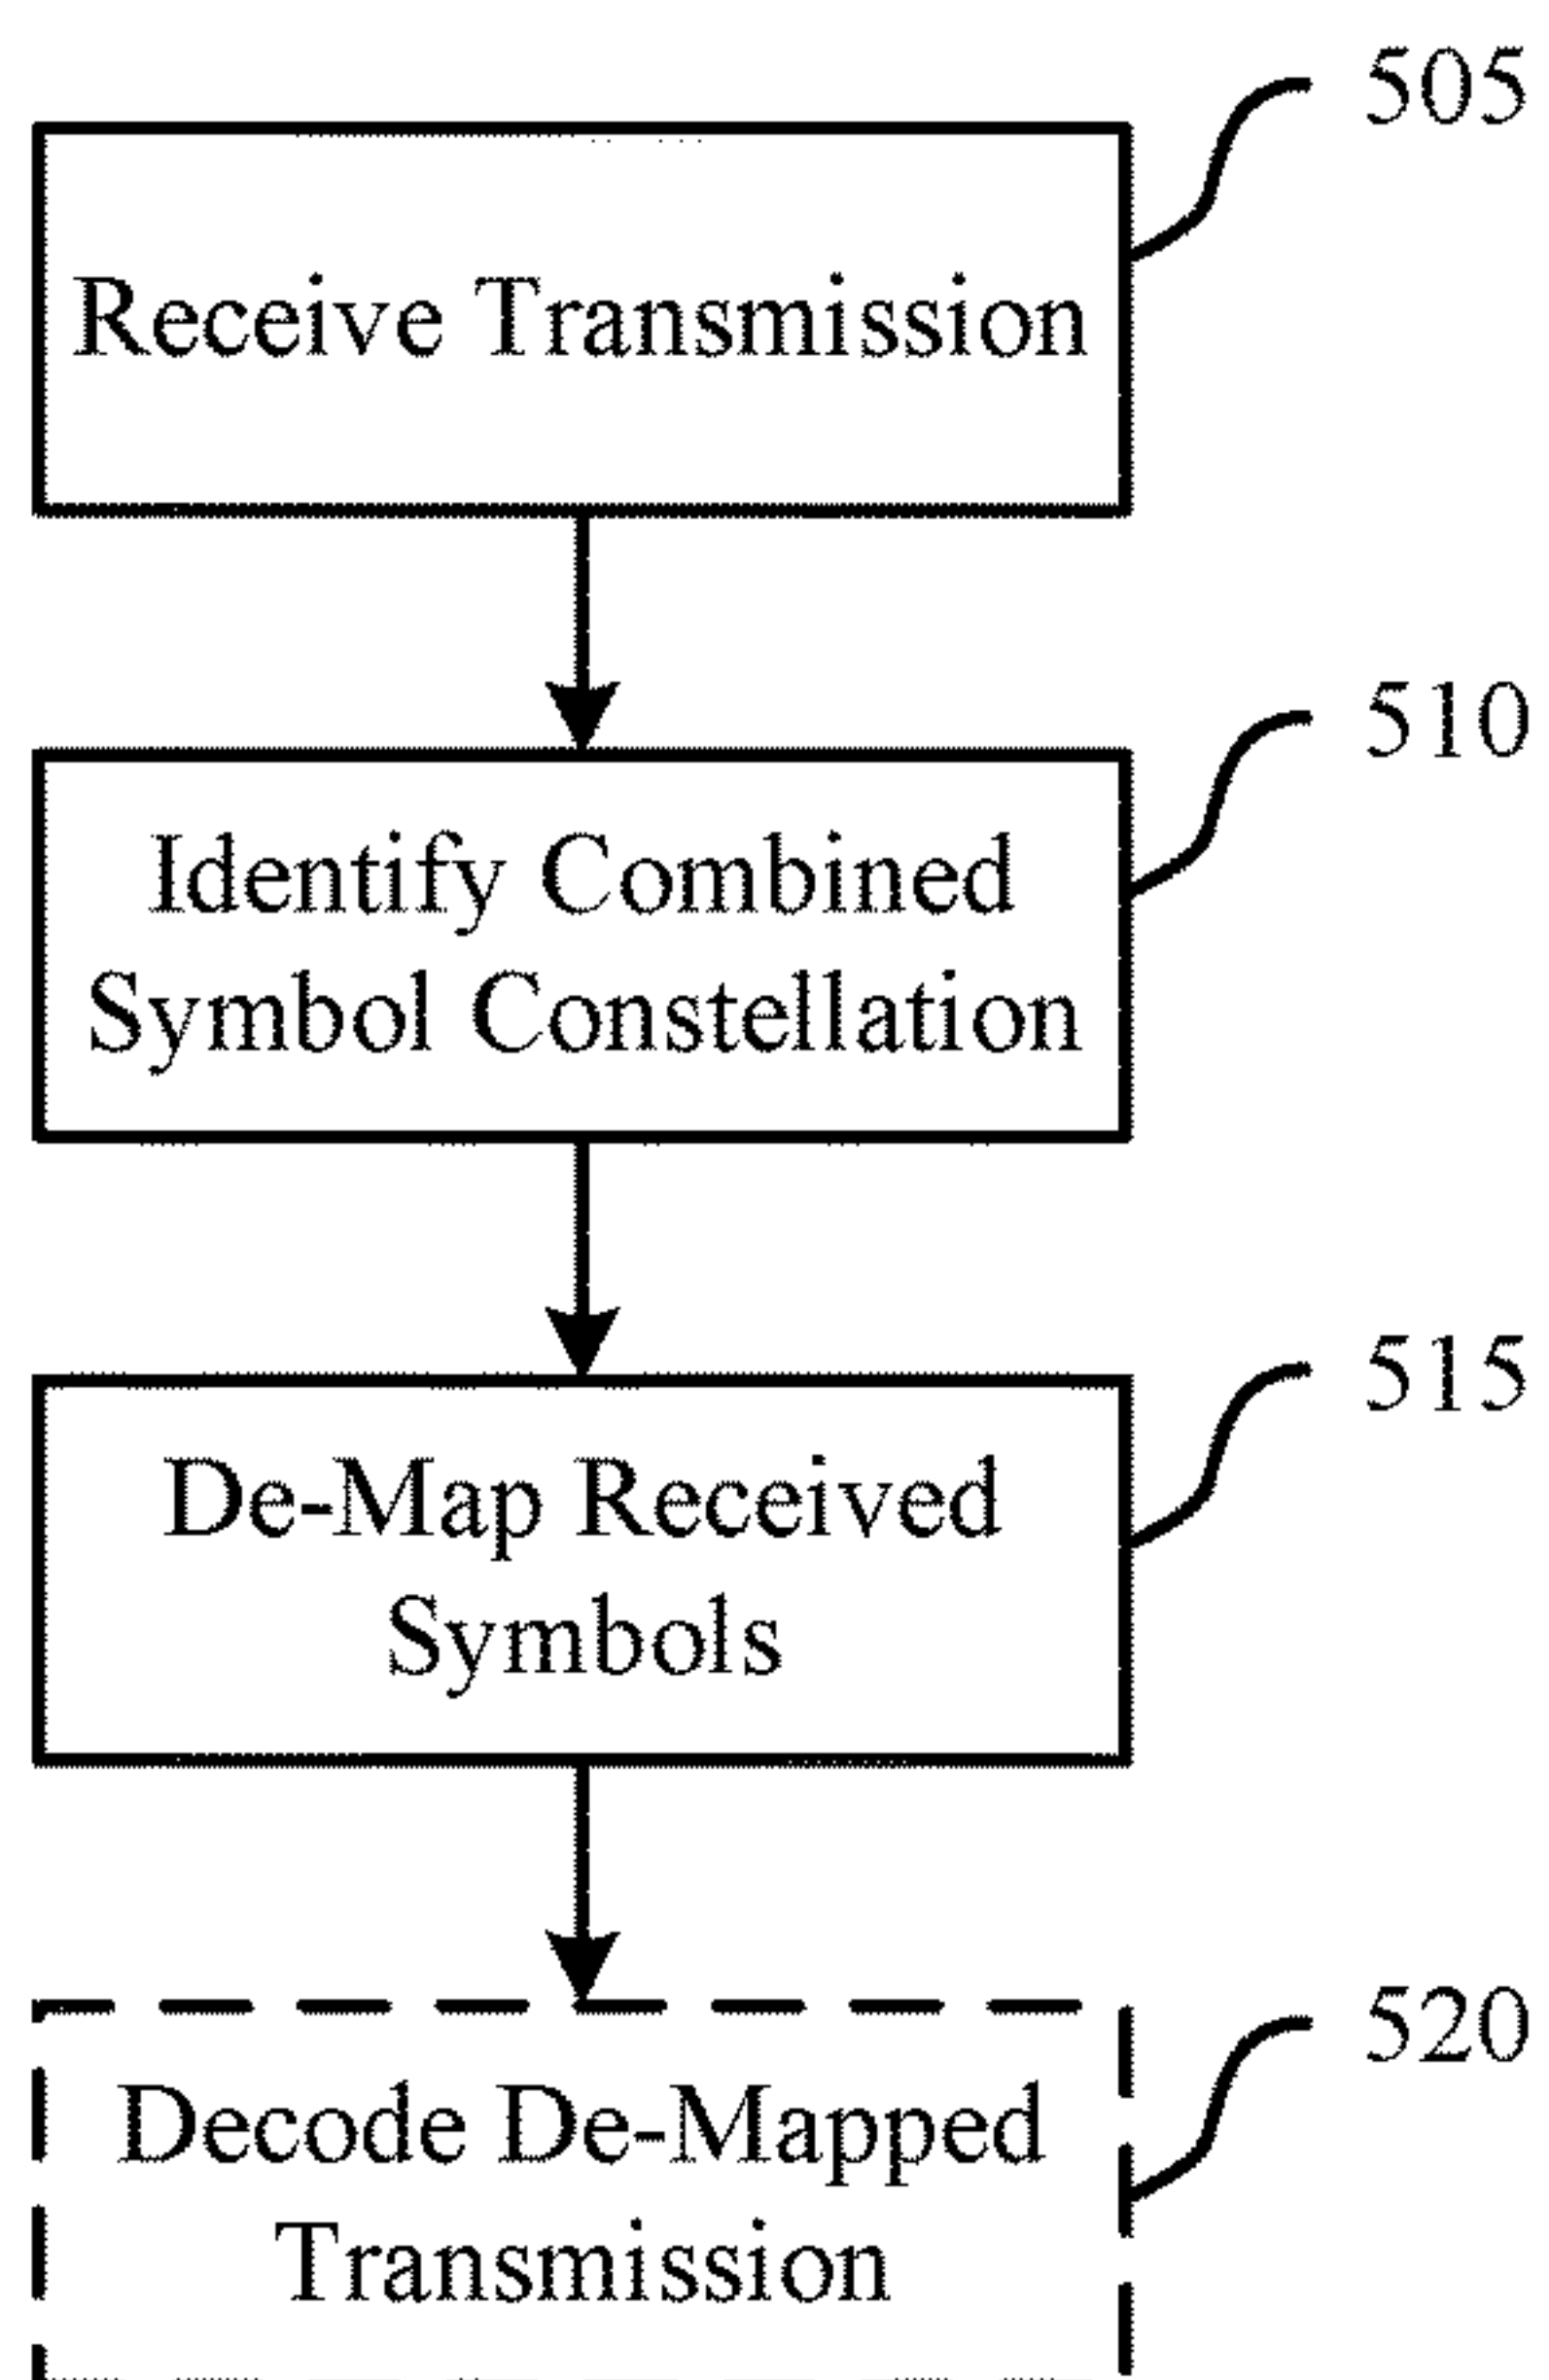 505
Receive Transmission
510
Identify Combined
Symbol Constellation
515
De-Map Received
Symbols
520
Decode De-Mapped
Transmission